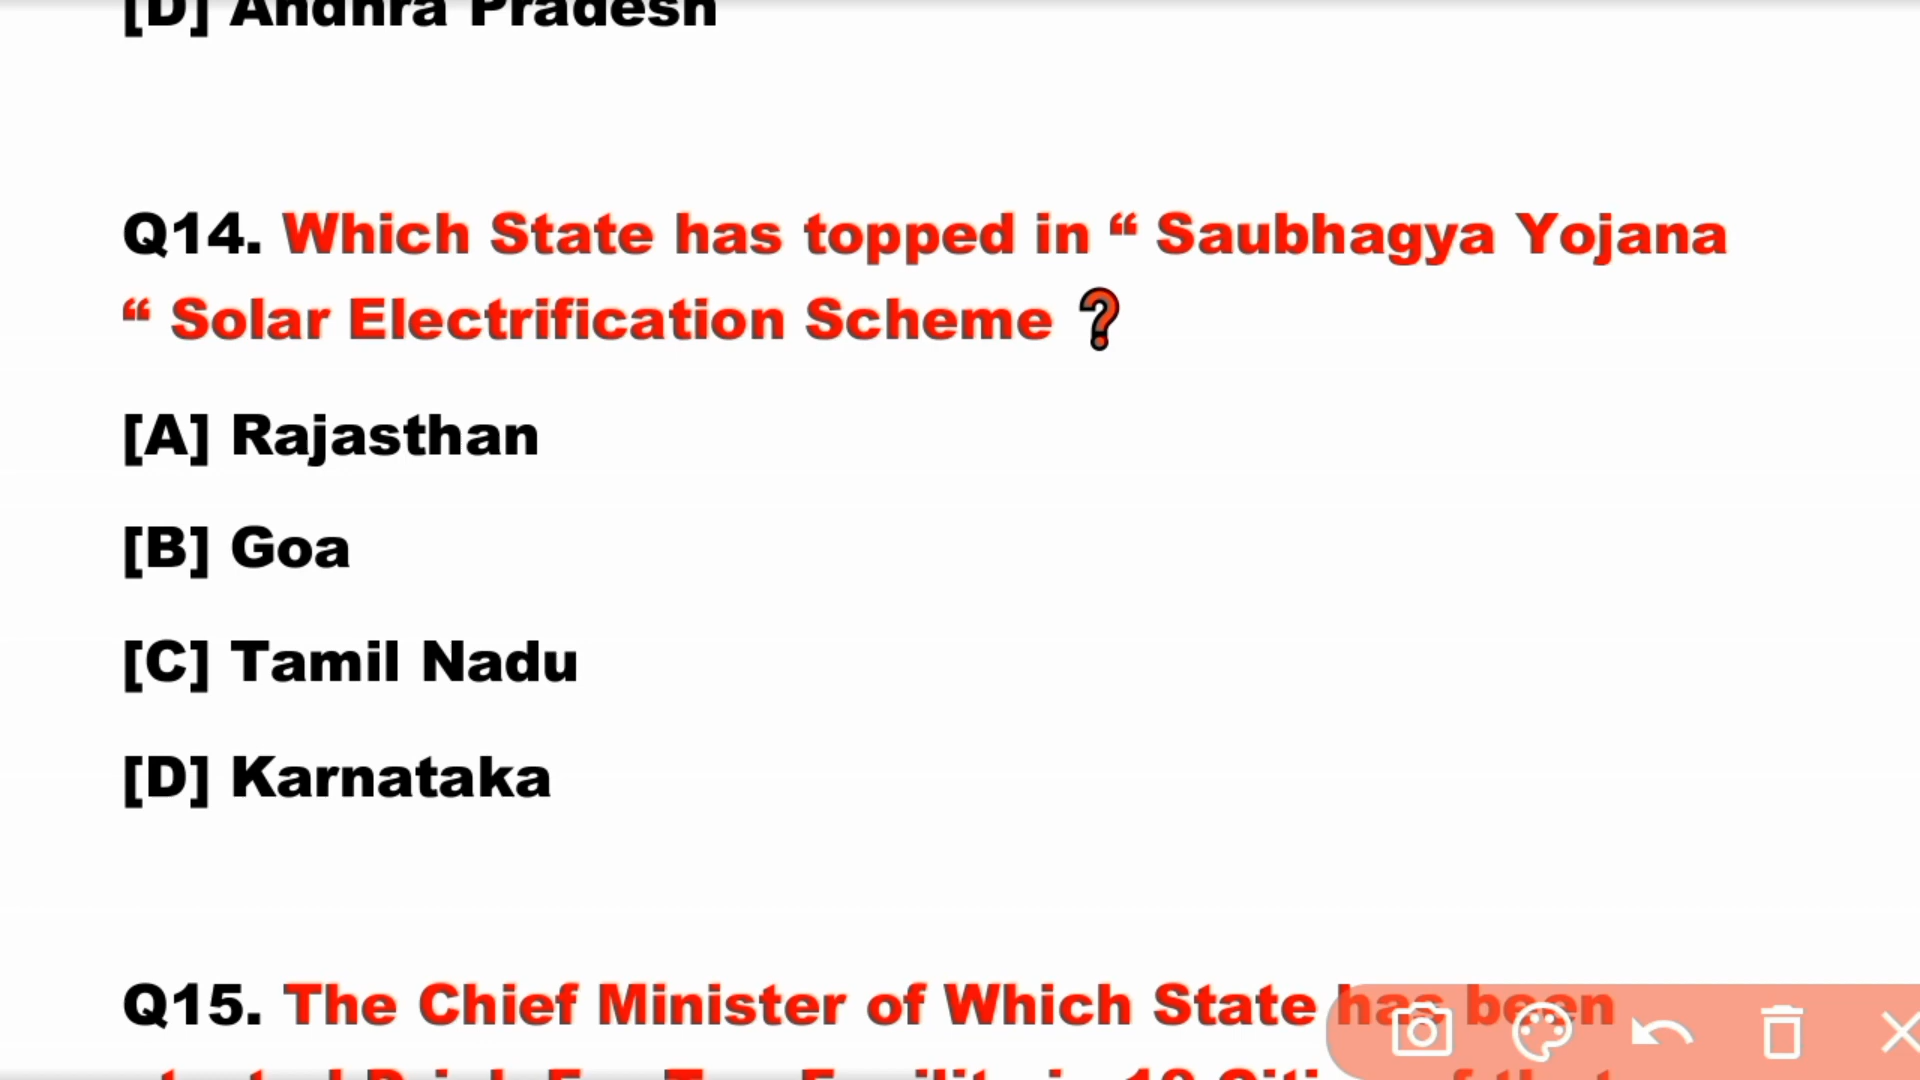 [D] Andhra Pradesh
Q14. Which State has topped in “ Saubhagya Yojana
“ Solar Electrification Scheme ?
[A] Rajasthan
[B] Goa
[C] Tamil Nadu
[D] Karnataka
Q15. The Chief Minister of Which State has been